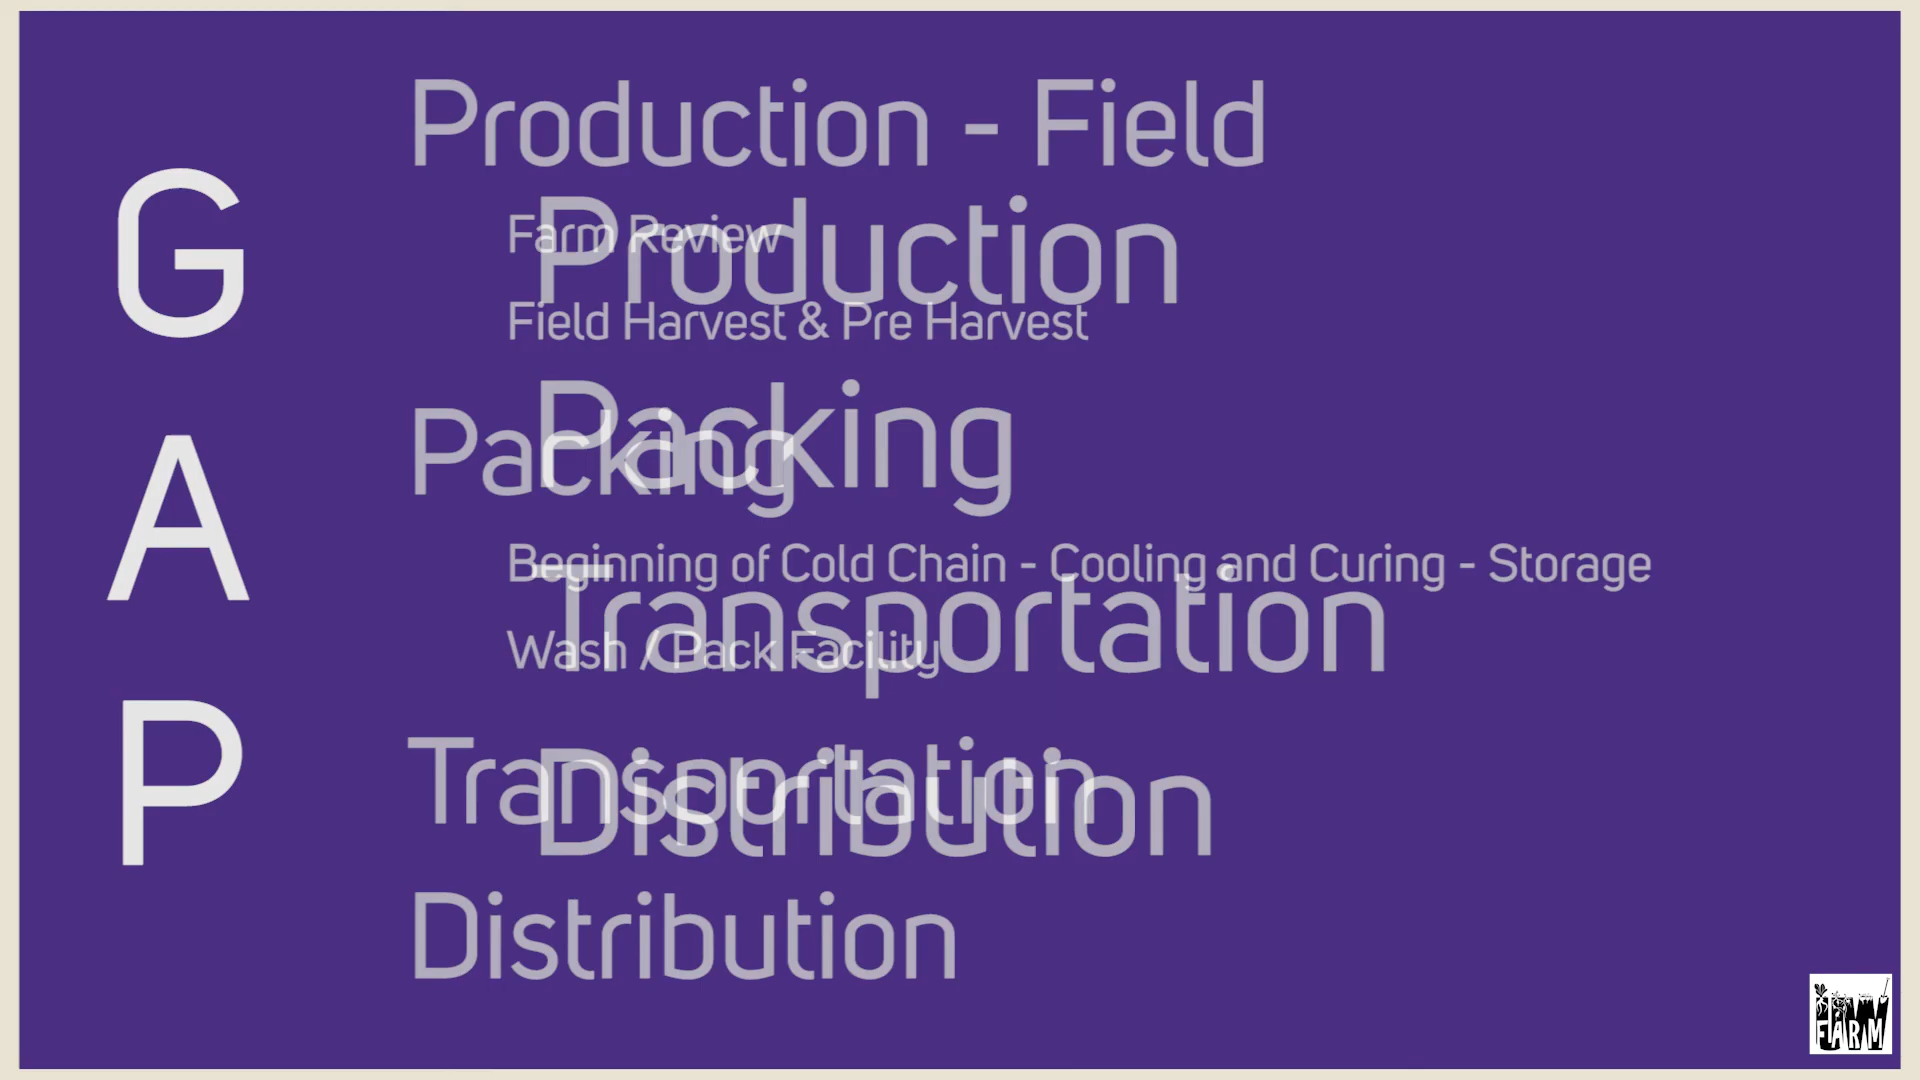 G
A
P
Production - Field
Farm Review
Field Harvest & Pre Harvest
Packing
Beginning of Cold Chain - Cooling and Curing - Storage
Wash / Pack Facility
Transportation
Distribution
Production
Packing
Transportation
Distribution
FARM